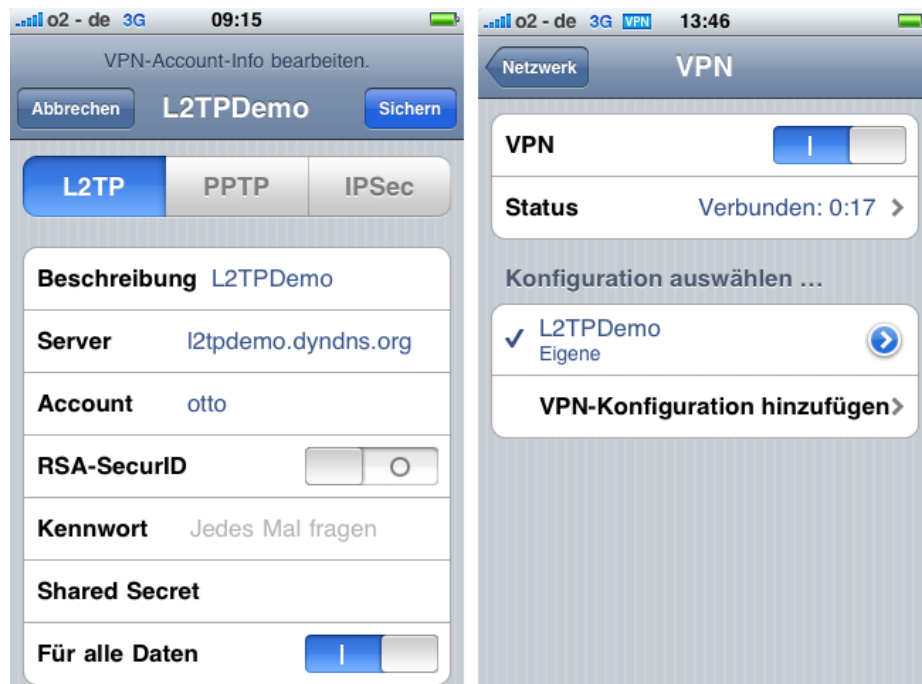 o2 - de 3G 09:15
VPN-Account-Info bearbeiten.
Abbrechen L2TPDemo Sichern
L2TP PPTP IPSec
Beschreibung L2TPDemo
Server l2tpdemo.dyndns.org
Account otto
RSA-SecurID
Kennwort Jedes Mal fragen
Shared Secret
Für alle Daten
o2 - de 3G VPN 13:46
Netzwerk VPN
VPN
Status Verbunden: 0:17
Konfiguration auswählen ...
L2TPDemo
Eigene
VPN-Konfiguration hinzufügen